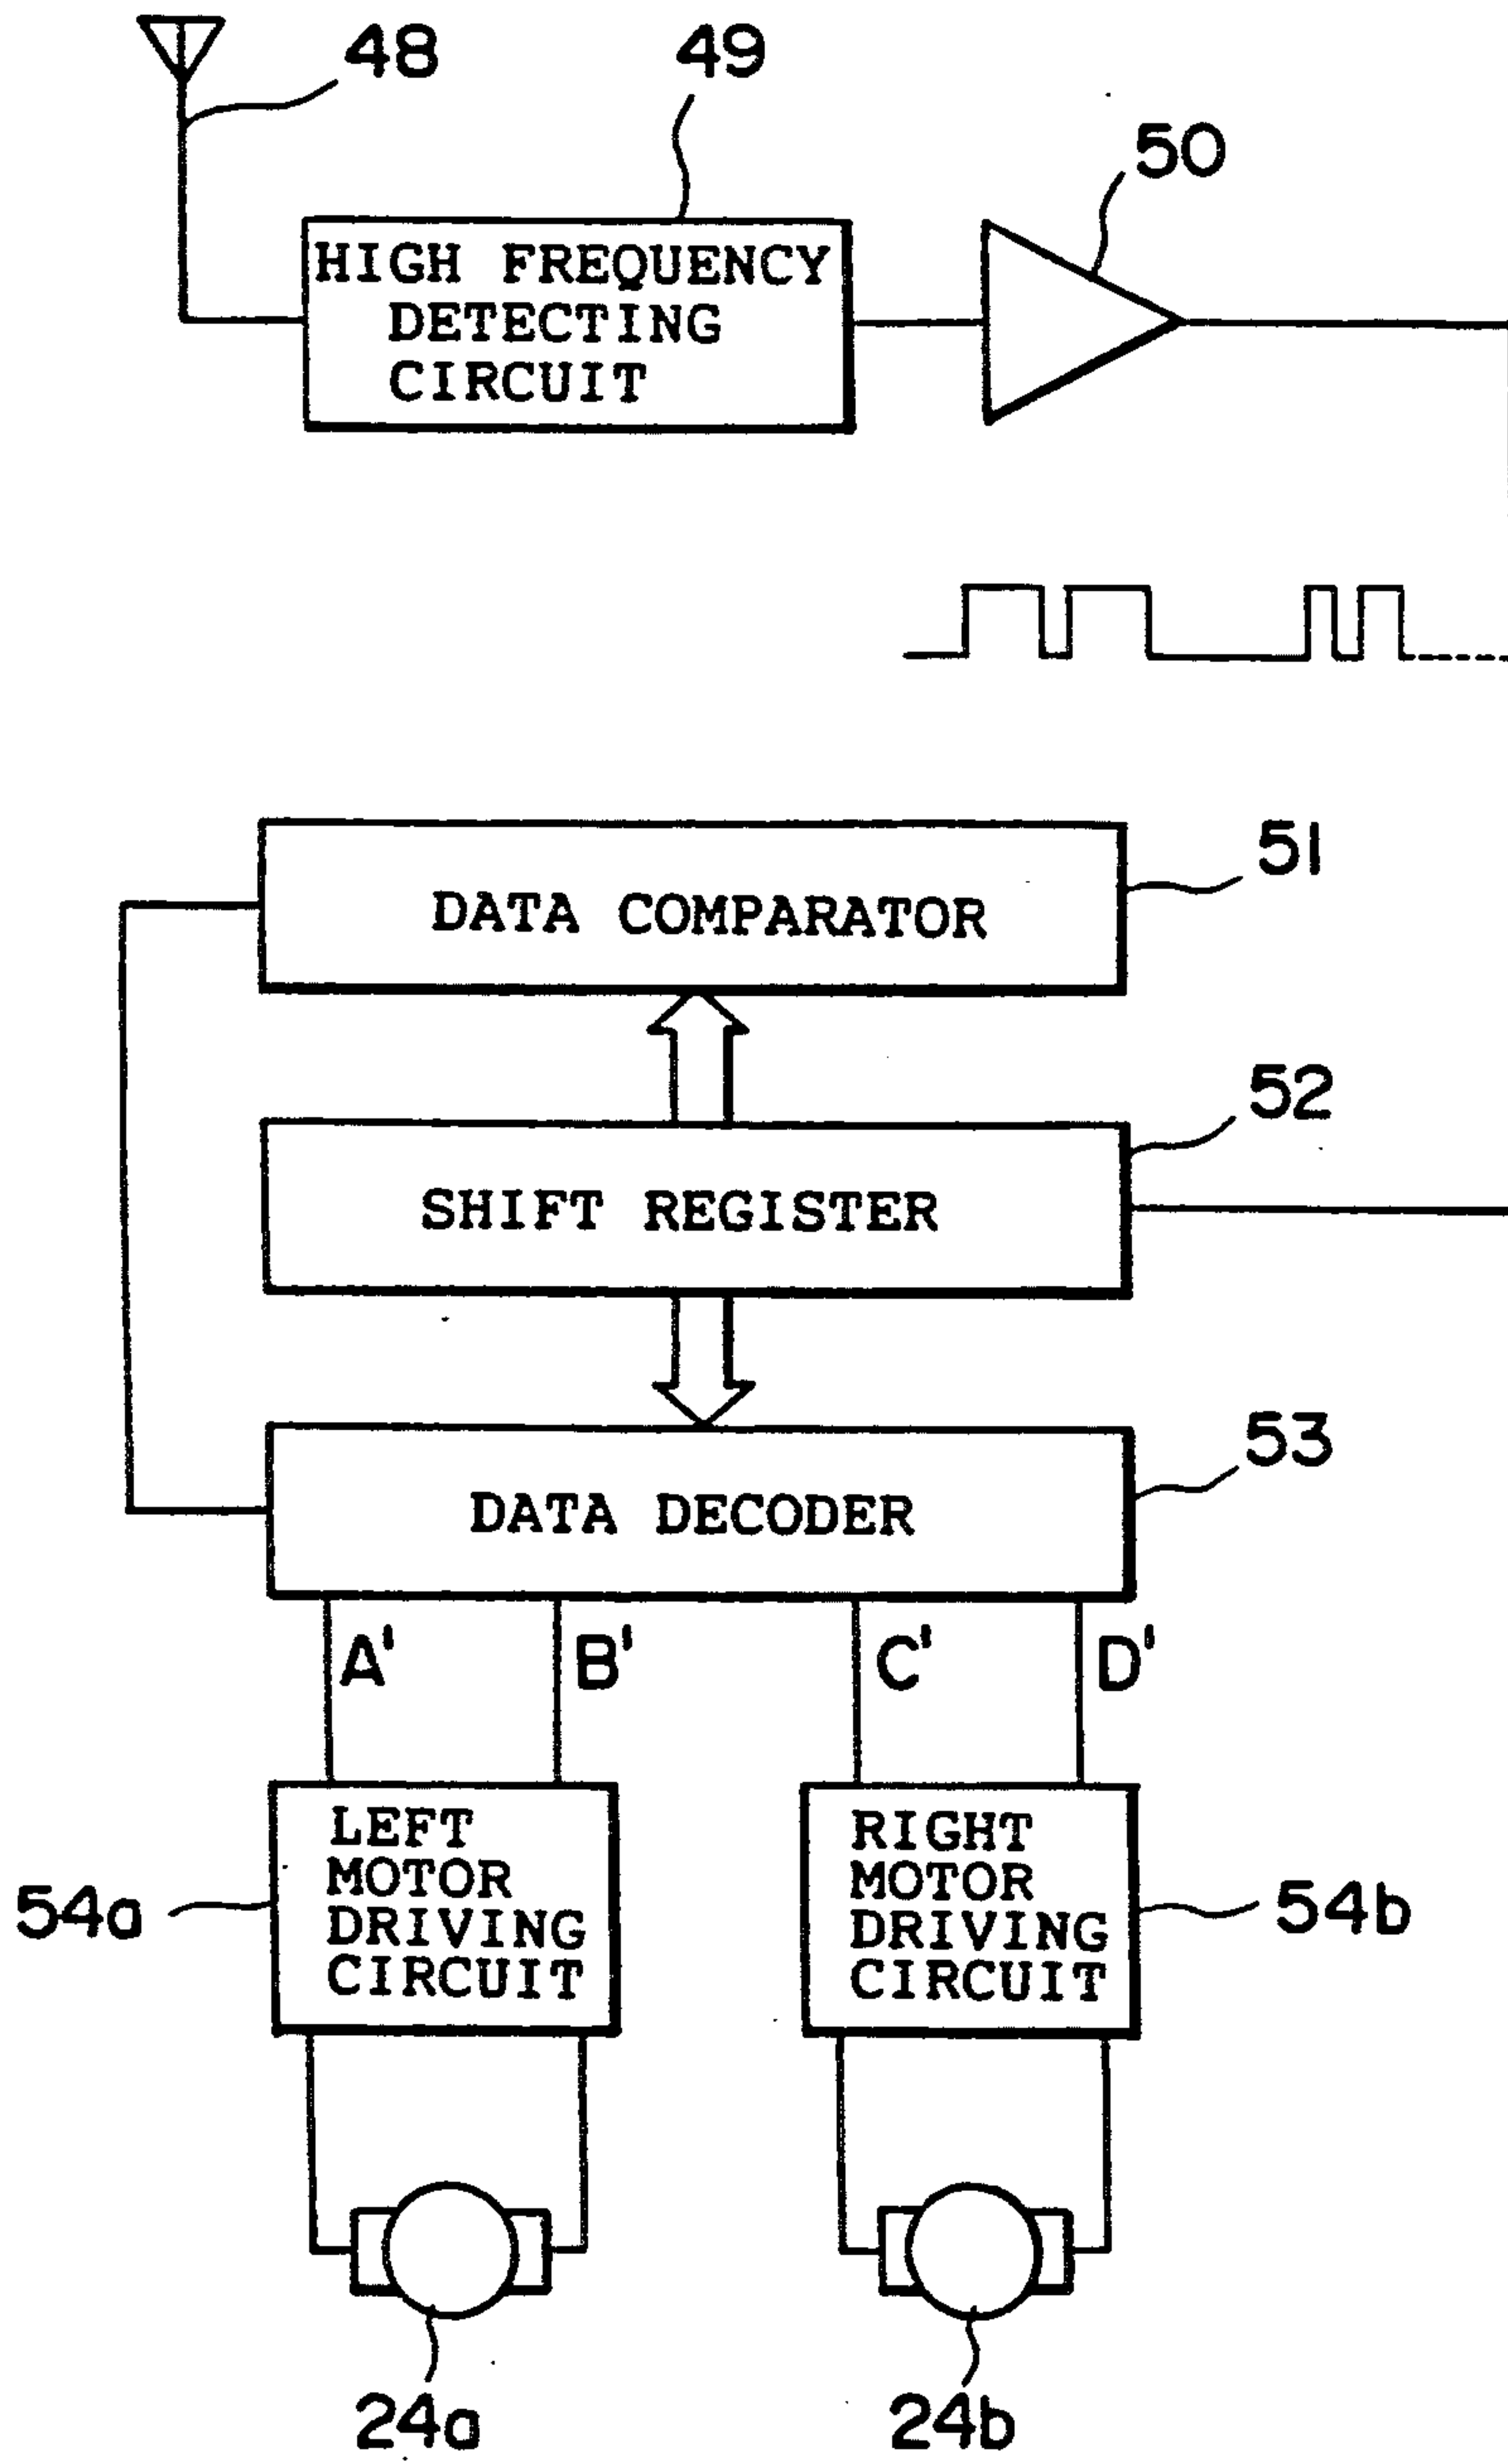 48
49
50
HIGH FREQUENCY
DETECTING
CIRCUIT
51
DATA COMPARATOR
52
SHIFT REGISTER
53
DATA DECODER
A'
B'
C'
D'
LEFT
MOTOR
DRIVING
CIRCUIT
54a
RIGHT
MOTOR
DRIVING
CIRCUIT
54b
24a
24b